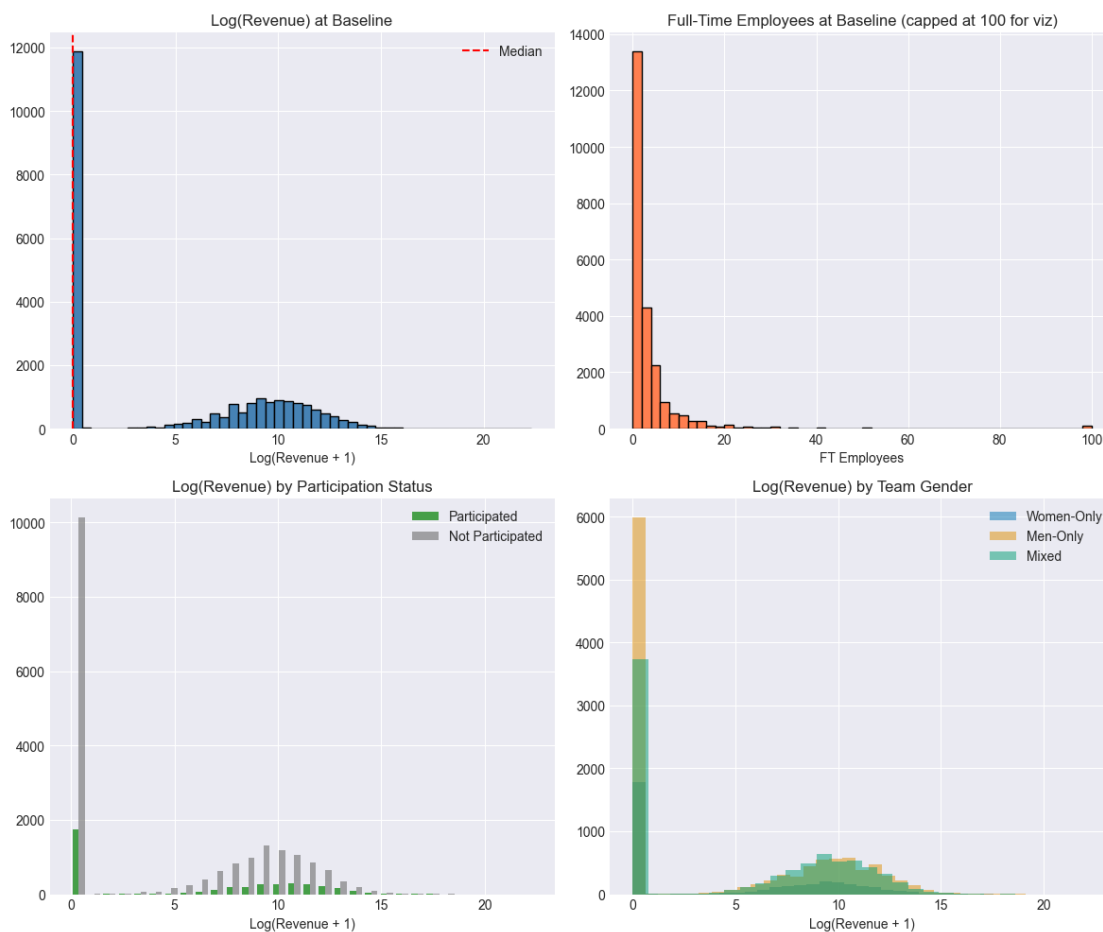 Log(Revenue) at Baseline
12000
10000
8000
6000
4000
2000
0
Median
0 5 10 15 20
Log(Revenue + 1)
Full-Time Employees at Baseline (capped at 100 for viz)
14000
12000
10000
8000
6000
4000
2000
0
0 20 40 60 80 100
FT Employees
Log(Revenue) by Participation Status
10000
8000
6000
4000
2000
0
Participated
Not Participated
0 5 10 15 20
Log(Revenue + 1)
Log(Revenue) by Team Gender
6000
5000
4000
3000
2000
1000
0
Women-Only
Men-Only
Mixed
0 5 10 15 20
Log(Revenue + 1)